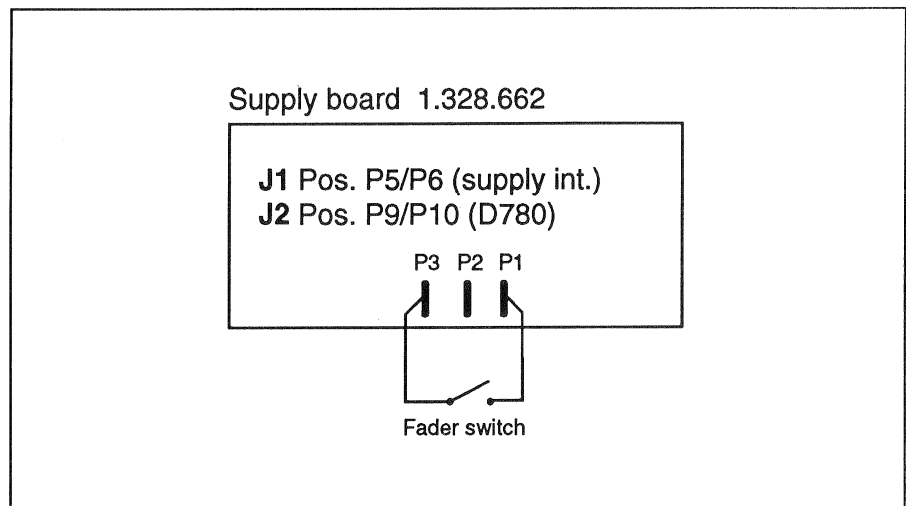 Supply board 1.328.662
J1 Pos. P5/P6 (supply int.)
J2 Pos. P9/P10 (D780)
P3 P2 P1
Fader switch